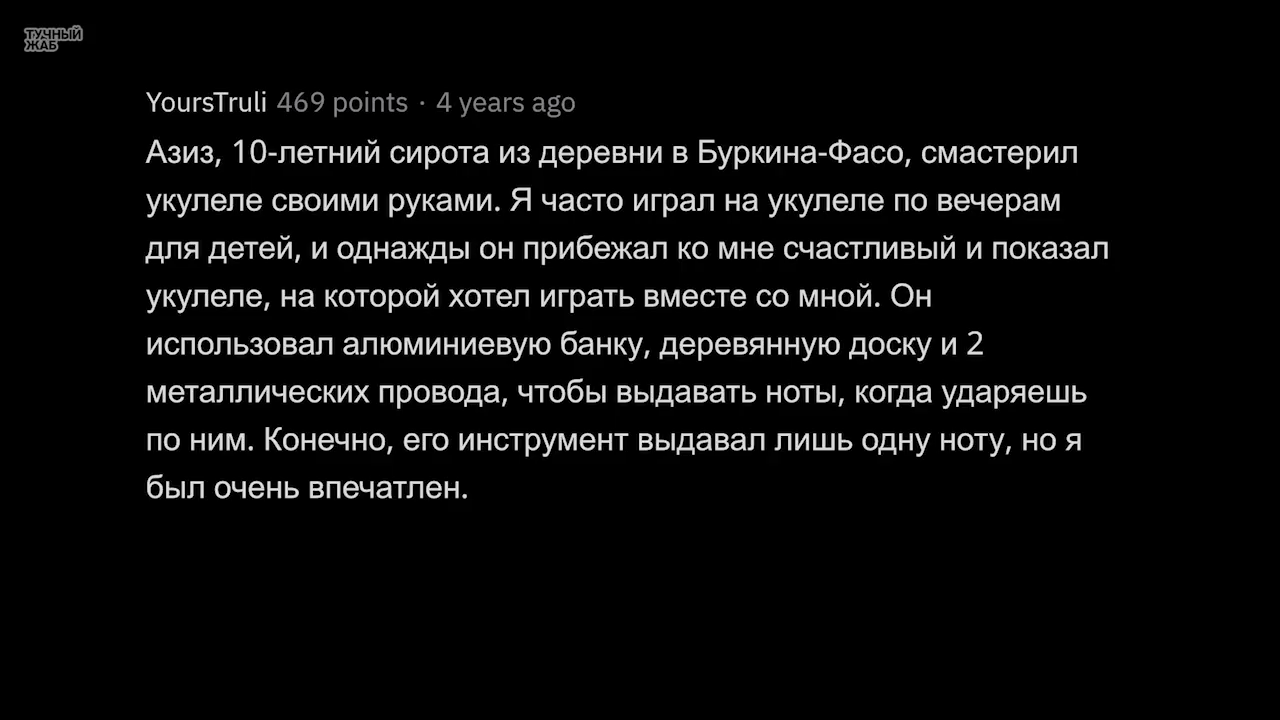 ТУЧНЫЙ
ЖАБ
YoursTruli 469 points · 4 years ago
Азиз, 10-летний сирота из деревни в Буркина-Фасо, смастерил
укулеле своими руками. Я часто играл на укулеле по вечерам
для детей, и однажды он прибежал ко мне счастливый и показал
укулеле, на которой хотел играть вместе со мной. Он
использовал алюминиевую банку, деревянную доску и 2
металлических провода, чтобы выдавать ноты, когда ударяешь
по ним. Конечно, его инструмент выдавал лишь одну ноту, но я
был очень впечатлен.